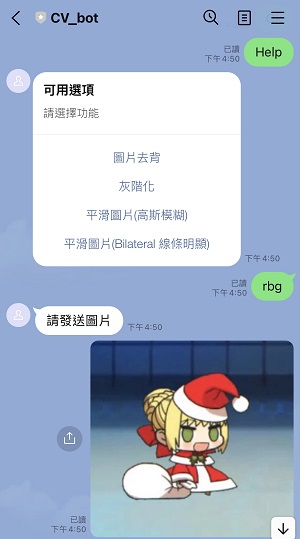 CV_bot
已讀
下午4:50
Help
可用選項
請選擇功能
圖片去背
灰階化
平滑圖片(高斯模糊)
平滑圖片(Bilateral 線條明顯)
下午4:50
已讀
下午4:50
rbg
請發送圖片
下午4:50
已讀
下午4:50